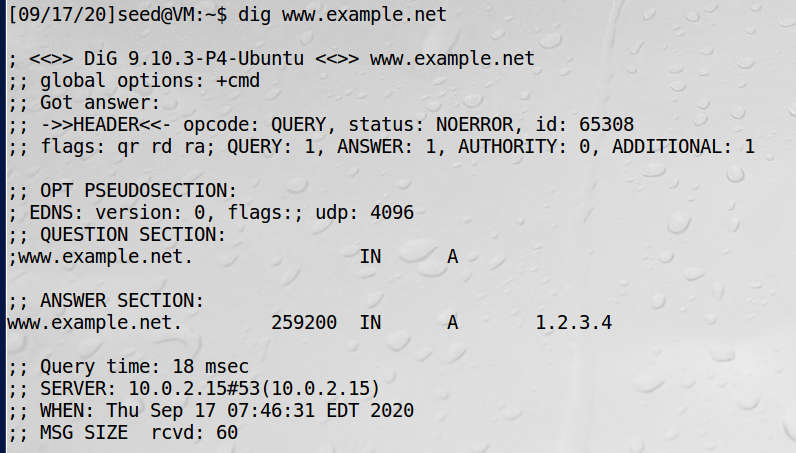 [09/17/20]seed@VM:~$ dig www.example.net
; <<>> DiG 9.10.3-P4-Ubuntu <<>> www.example.net
;; global options: +cmd
;; Got answer:
;; ->>HEADER<<- opcode: QUERY, status: NOERROR, id: 65308
;; flags: qr rd ra; QUERY: 1, ANSWER: 1, AUTHORITY: 0, ADDITIONAL: 1
;; OPT PSEUDOSECTION:
; EDNS: version: 0, flags:; udp: 4096
;; QUESTION SECTION:
;www.example.net. IN A
;; ANSWER SECTION:
www.example.net. 259200 IN A 1.2.3.4
;; Query time: 18 msec
;; SERVER: 10.0.2.15#53(10.0.2.15)
;; WHEN: Thu Sep 17 07:46:31 EDT 2020
;; MSG SIZE rcvd: 60